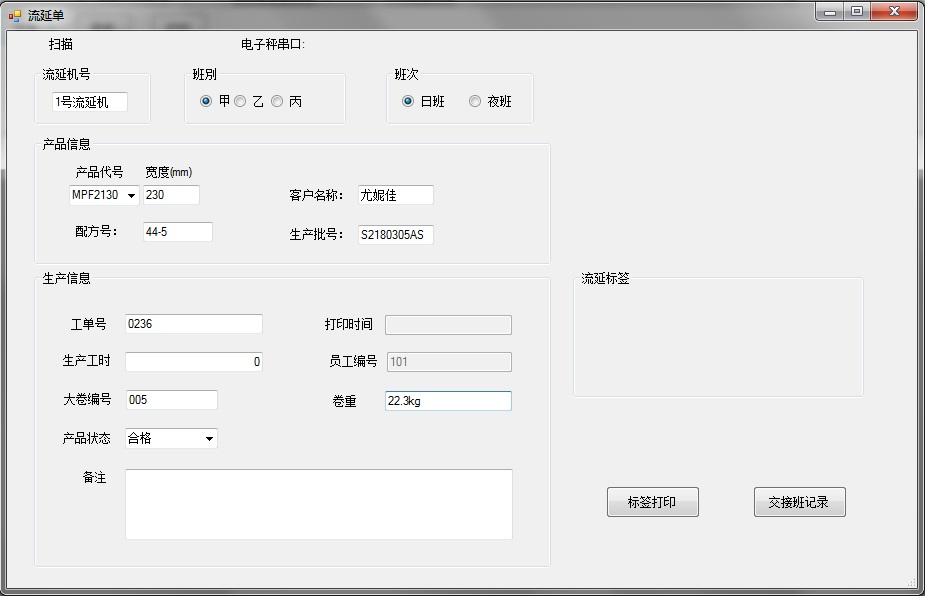 流延单
扫描 电子秤串口:
流延机号 班别 班次
1号流延机 甲 乙 丙 日班 夜班
产品信息
产品代号 宽度(mm)
MPF2130 230 客户名称: 尤妮佳
配方号: 44-5 生产批号: S2180305AS
生产信息 流延标签
工单号 0236 打印时间
生产工时 0 员工编号 101
大卷编号 005 卷重 22.3kg
产品状态 合格
备注
标签打印 交接班记录